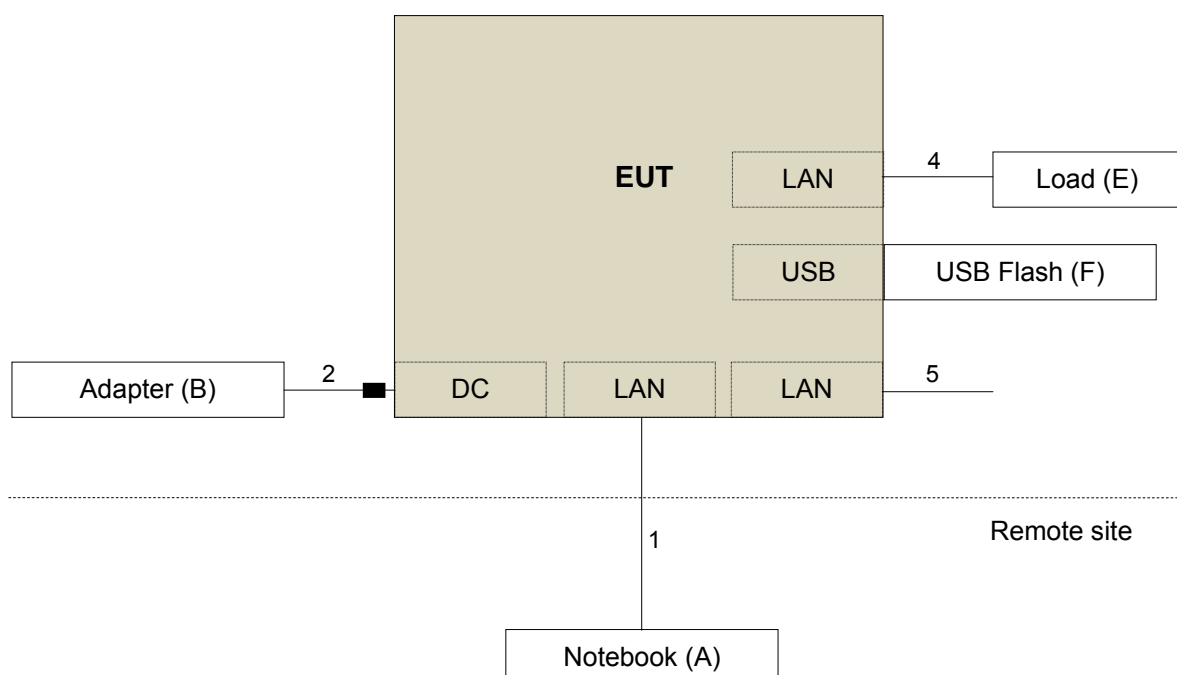 EUT
LAN
4
Load (E)
USB
USB Flash (F)
Adapter (B)
2
DC
LAN
LAN
5
Remote site
1
Notebook (A)